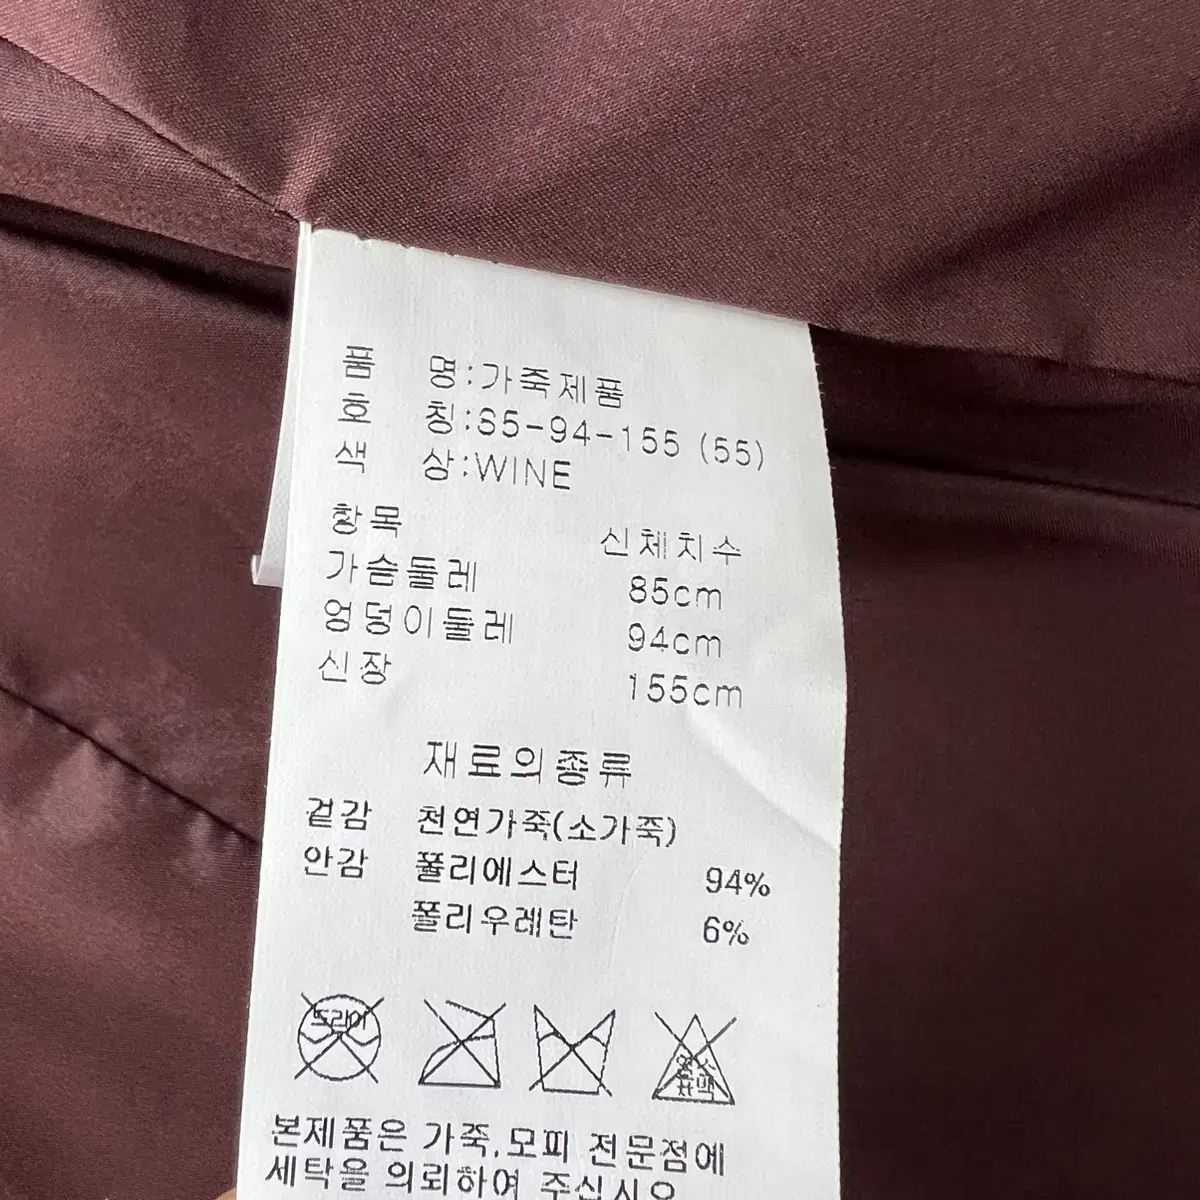 품 명:가죽제품
호 칭:S5-94-155 (55)
색 상:WINE
항목 신체치수
가슴둘레 85cm
엉덩이둘레 94cm
신장 155cm
재료의종류
겉감 천연가죽(소가죽)
안감 폴리에스터 94%
폴리우레탄 6%
드라이
염소
표백
본제품은 가죽,모피 전문점에
세탁을 의뢰하여 주십시오